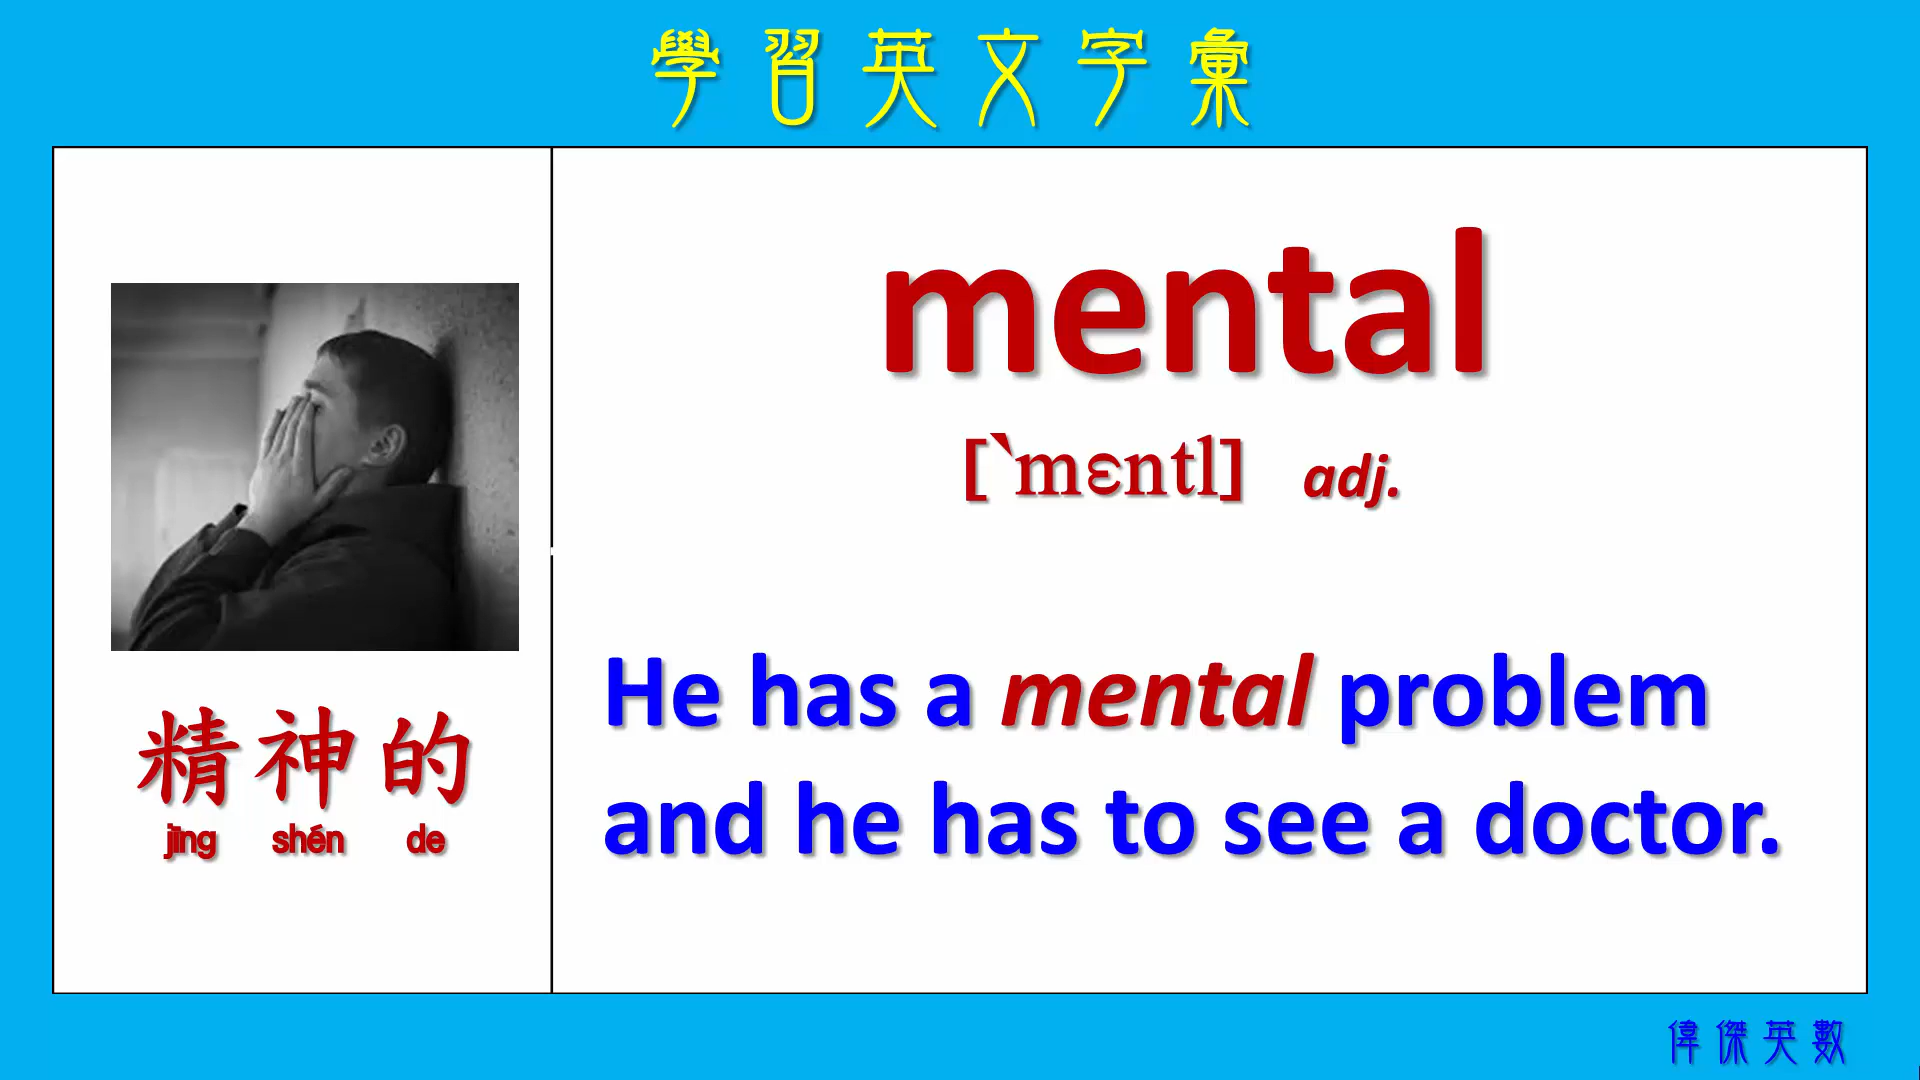 學習英文字彙
精神的
jīng shén de
mental
[ˋmɛntl] adj.
He has a mental problem
and he has to see a doctor.
偉傑英數